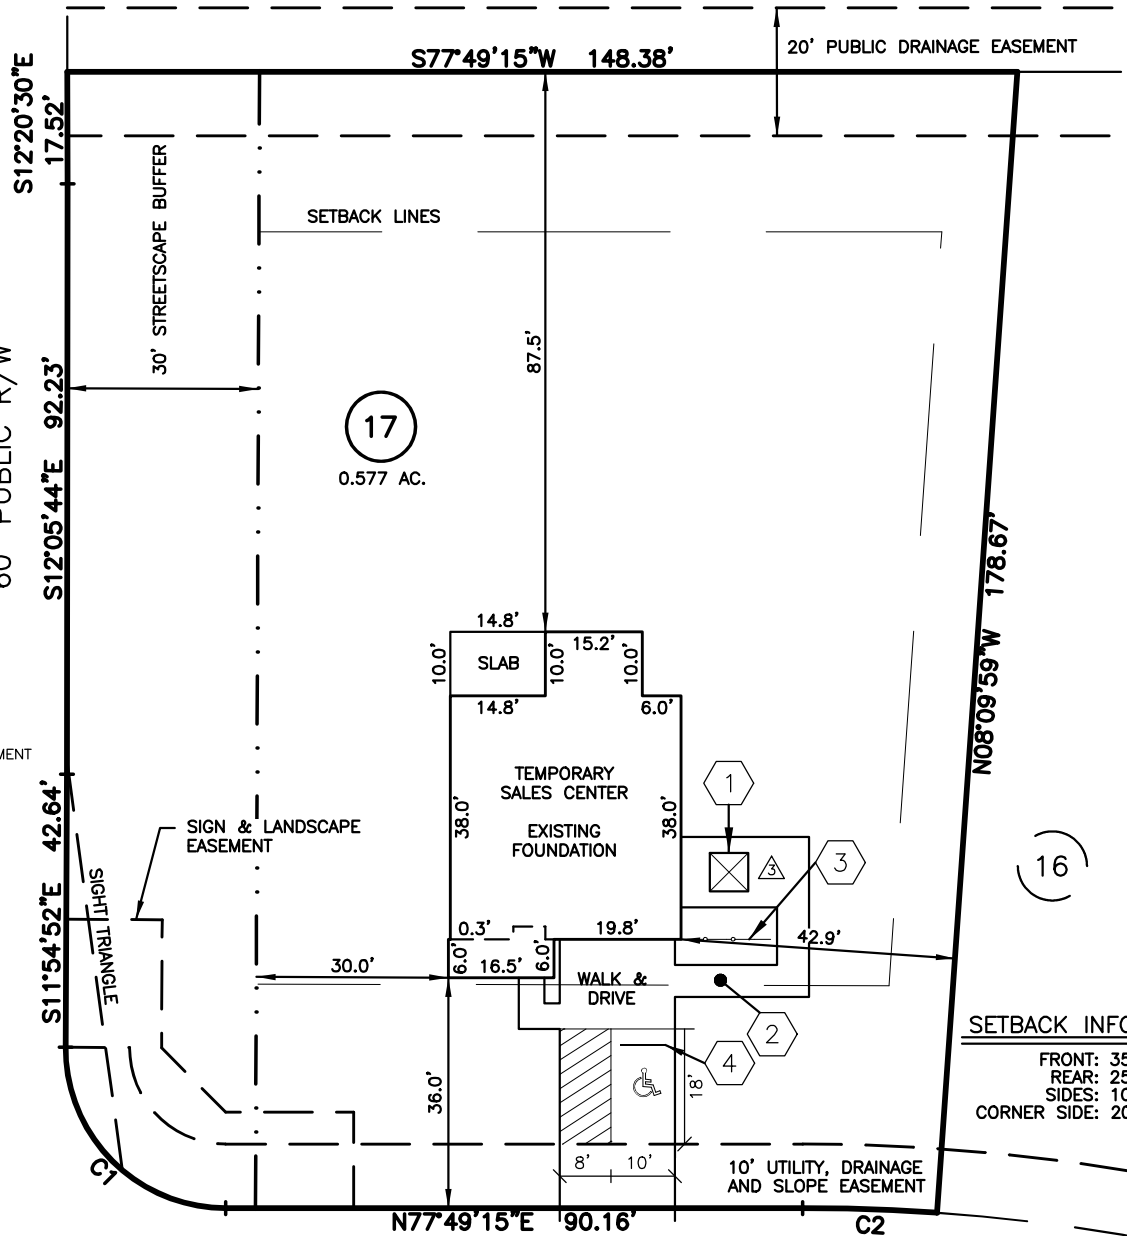 20' PUBLIC DRAINAGE EASEMENT
S77°49'15"W 148.38'
S12°20'30"E
17.52'
30' STREETSCAPE BUFFER
SETBACK LINES
60' PUBLIC R/W
S12°05'44"E 92.23'
87.5'
17
0.577 AC.
N08°09'59"W 178.67'
14.8'
15.2'
10.0'
SLAB
10.0'
10.0'
14.8'
6.0'
TEMPORARY
SALES CENTER
EXISTING
FOUNDATION
38.0'
38.0'
1
3
3
16
S11°54'52"E 42.64'
SIGN & LANDSCAPE
EASEMENT
SIGHT TRIANGLE
0.3'
19.8'
42.9'
6.0'
16.5'
6.0'
30.0'
WALK &
DRIVE
2
4
36.0'
18'
8'
10'
SETBACK INFO
FRONT: 35
REAR: 25
SIDES: 10
CORNER SIDE: 20
10' UTILITY, DRAINAGE
AND SLOPE EASEMENT
C1
N77°49'15"E 90.16'
C2